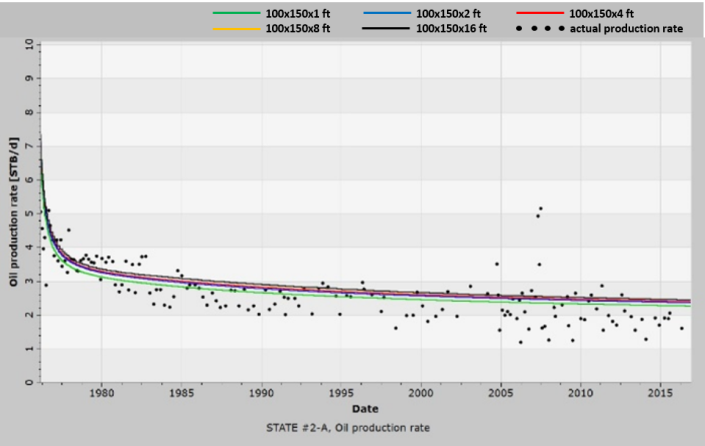 100x150x1 ft 100x150x2 ft 100x150x4 ft
100x150x8 ft 100x150x16 ft actual production rate
10
9
8
7
6
5
4
3
2
1
0
Oil production rate [STB/d]
1980 1985 1990 1995 2000 2005 2010 2015
Date
STATE #2-A, Oil production rate